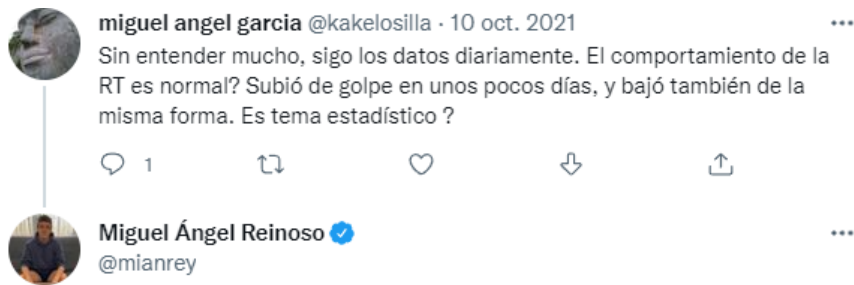 miguel angel garcia @kakelosilla · 10 oct. 2021
Sin entender mucho, sigo los datos diariamente. El comportamiento de la
RT es normal? Subió de golpe en unos pocos días, y bajó también de la
misma forma. Es tema estadístico ?
1
Miguel Ángel Reinoso
@mianrey